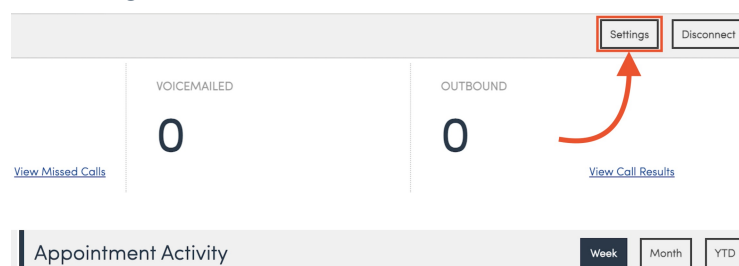 Settings Disconnect
VOICEMAILED OUTBOUND
0 0
View Missed Calls View Call Results
Appointment Activity Week Month YTD